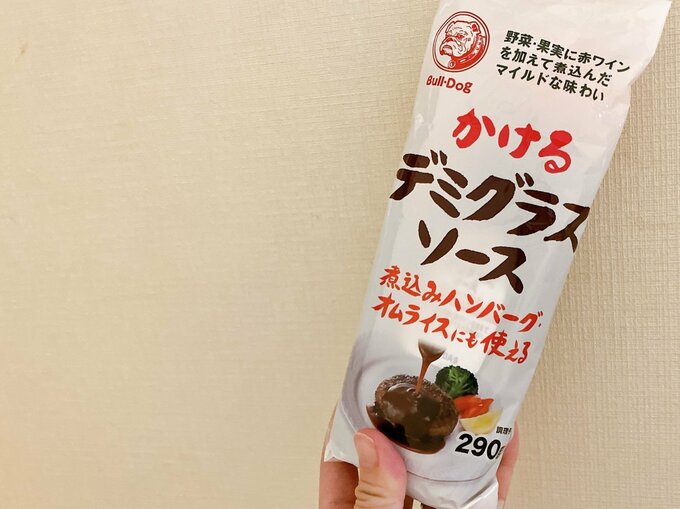 Bull-Dog
野菜・果実に赤ワイン
を加えて煮込んだ
マイルドな味わい
かける
デミグラス
ソース
煮込みハンバーグ・
オムライスにも使える
調理例
290g